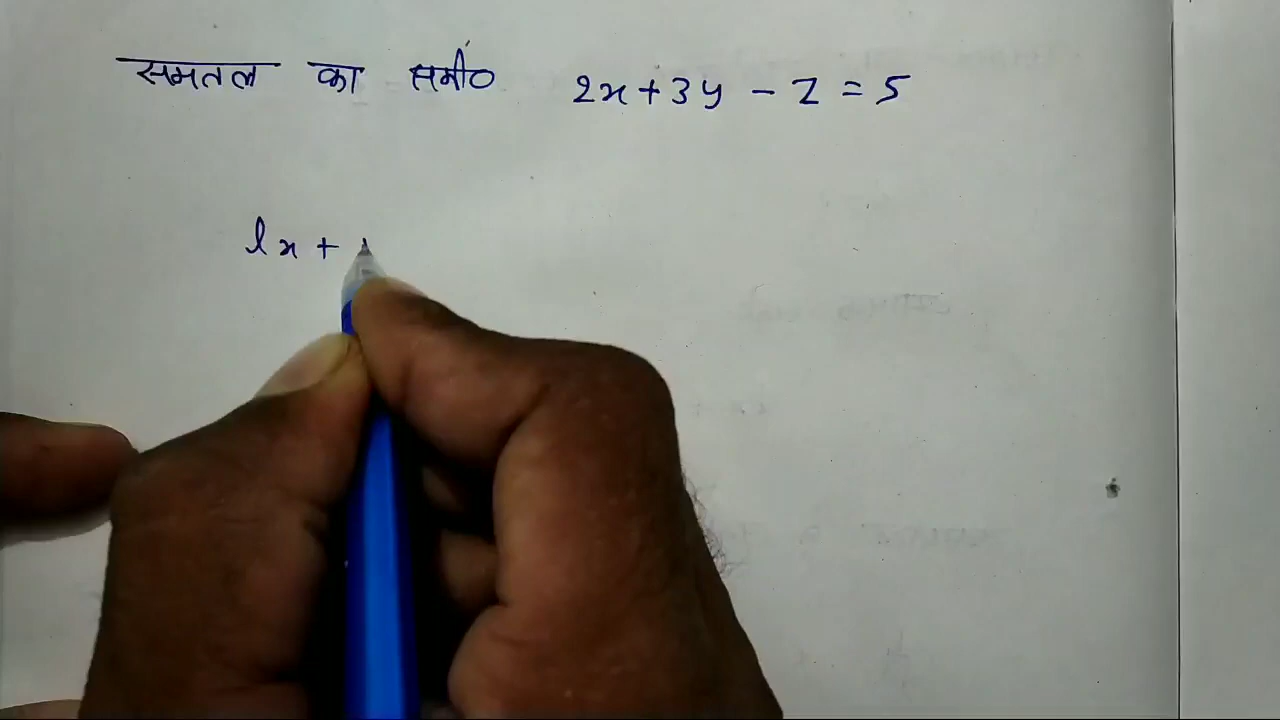 समतल का समी० 2x+3y - z = 5
lx +